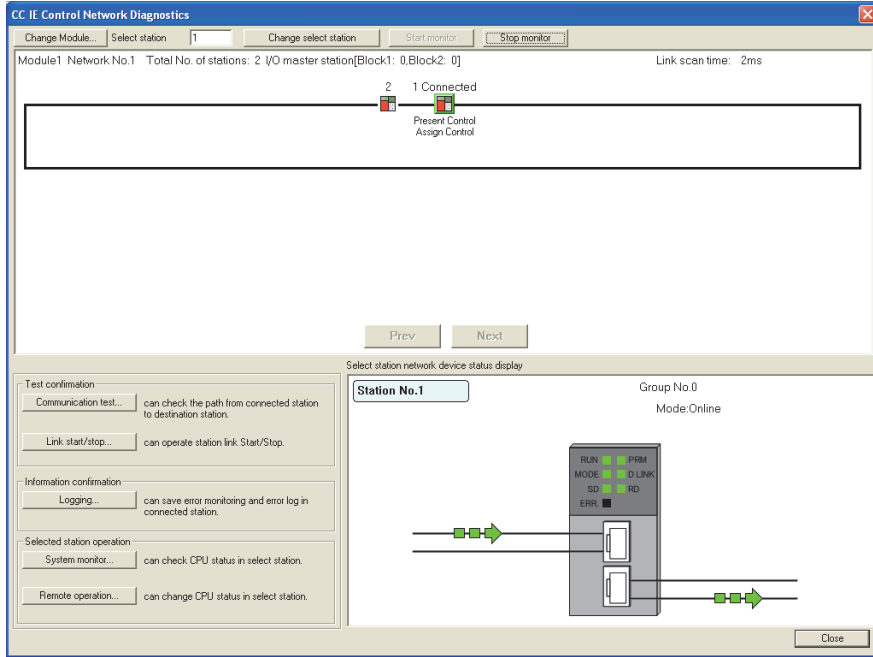 CC IE Control Network Diagnostics
Change Module... Select station 1 Change select station Start monitor Stop monitor
Module1 Network No.1 Total No. of stations: 2 I/O master station[Block1: 0,Block2: 0] Link scan time: 2ms
2 1 Connected
Present Control
Assign Control
Prev Next
Select station network device status display
Test confirmation
Communication test... can check the path from connected station
to destination station.
Link start/stop... can operate station link Start/Stop.
Information confirmation
Logging... can save error monitoring and error log in
connected station.
Selected station operation
System monitor... can check CPU status in select station.
Remote operation... can change CPU status in select station.
Station No.1 Group No.0
Mode:Online
RUN PRM
MODE D LINK
SD RD
ERR.
Close